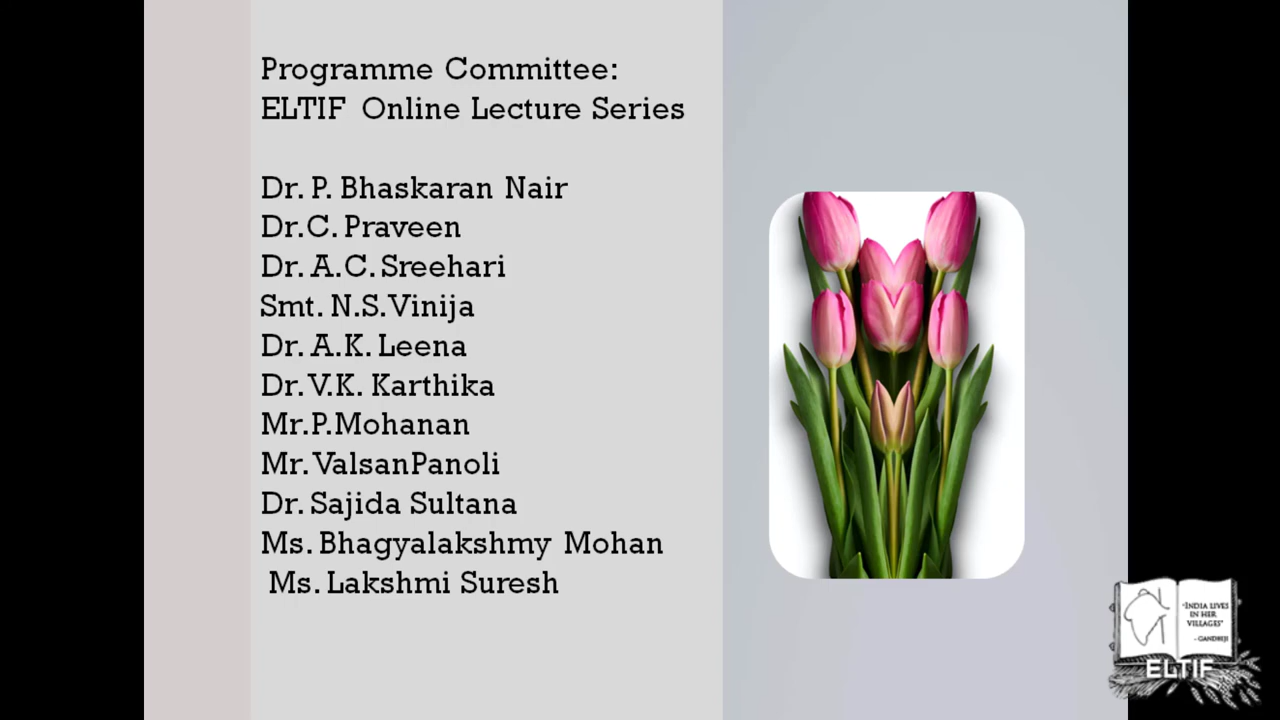 Programme Committee:
ELTIF Online Lecture Series
Dr. P. Bhaskaran Nair
Dr.C. Praveen
Dr. A.C. Sreehari
Smt. N.S.Vinija
Dr. A.K. Leena
Dr. V.K. Karthika
Mr.P.Mohanan
Mr. ValsanPanoli
Dr. Sajida Sultana
Ms. Bhagyalakshmy Mohan
Ms. Lakshmi Suresh
"INDIA LIVES
IN HER
VILLAGES"
- GANDHIJI
ELTIF